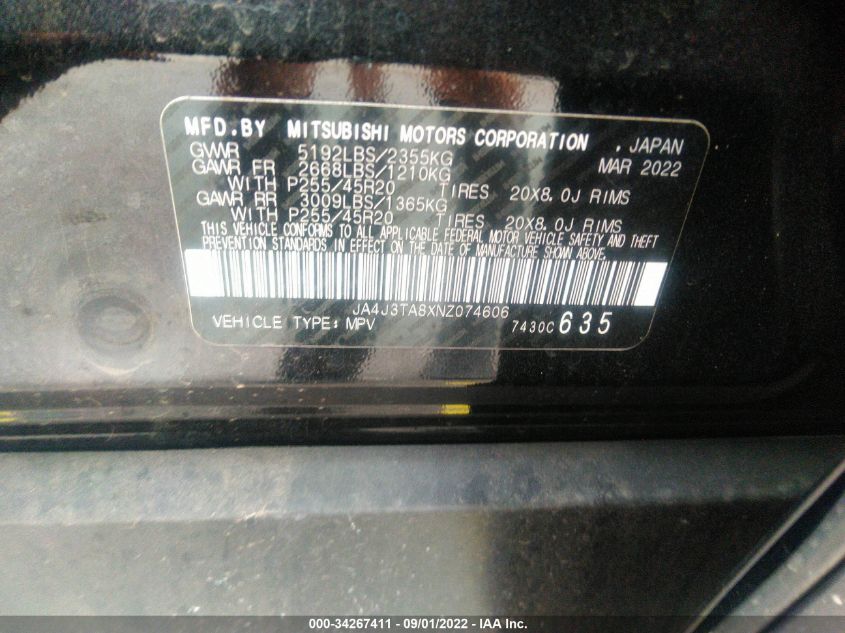 MFD.BY MITSUBISHI MOTORS CORPORATION , JAPAN
GVWR 5192LBS/2355KG MAR 2022
GAWR FR 2668LBS/1210KG
WITH P255/45R20 TIRES 20X8.0J RIMS
GAWR RR 3009LBS/1365KG
WITH P255/45R20 TIRES 20X8.0J RIMS
THIS VEHICLE CONFORMS TO ALL APPLICABLE FEDERAL MOTOR VEHICLE SAFETY AND THEFT
PREVENTION STANDARDS IN EFFECT ON THE DATE OF MANUFACTURE SHOWN ABOVE.
JA4J3TA8XNZ074606
VEHICLE TYPE: MPV 7430C 635
000-34267411 - 09/01/2022 - IAA Inc.